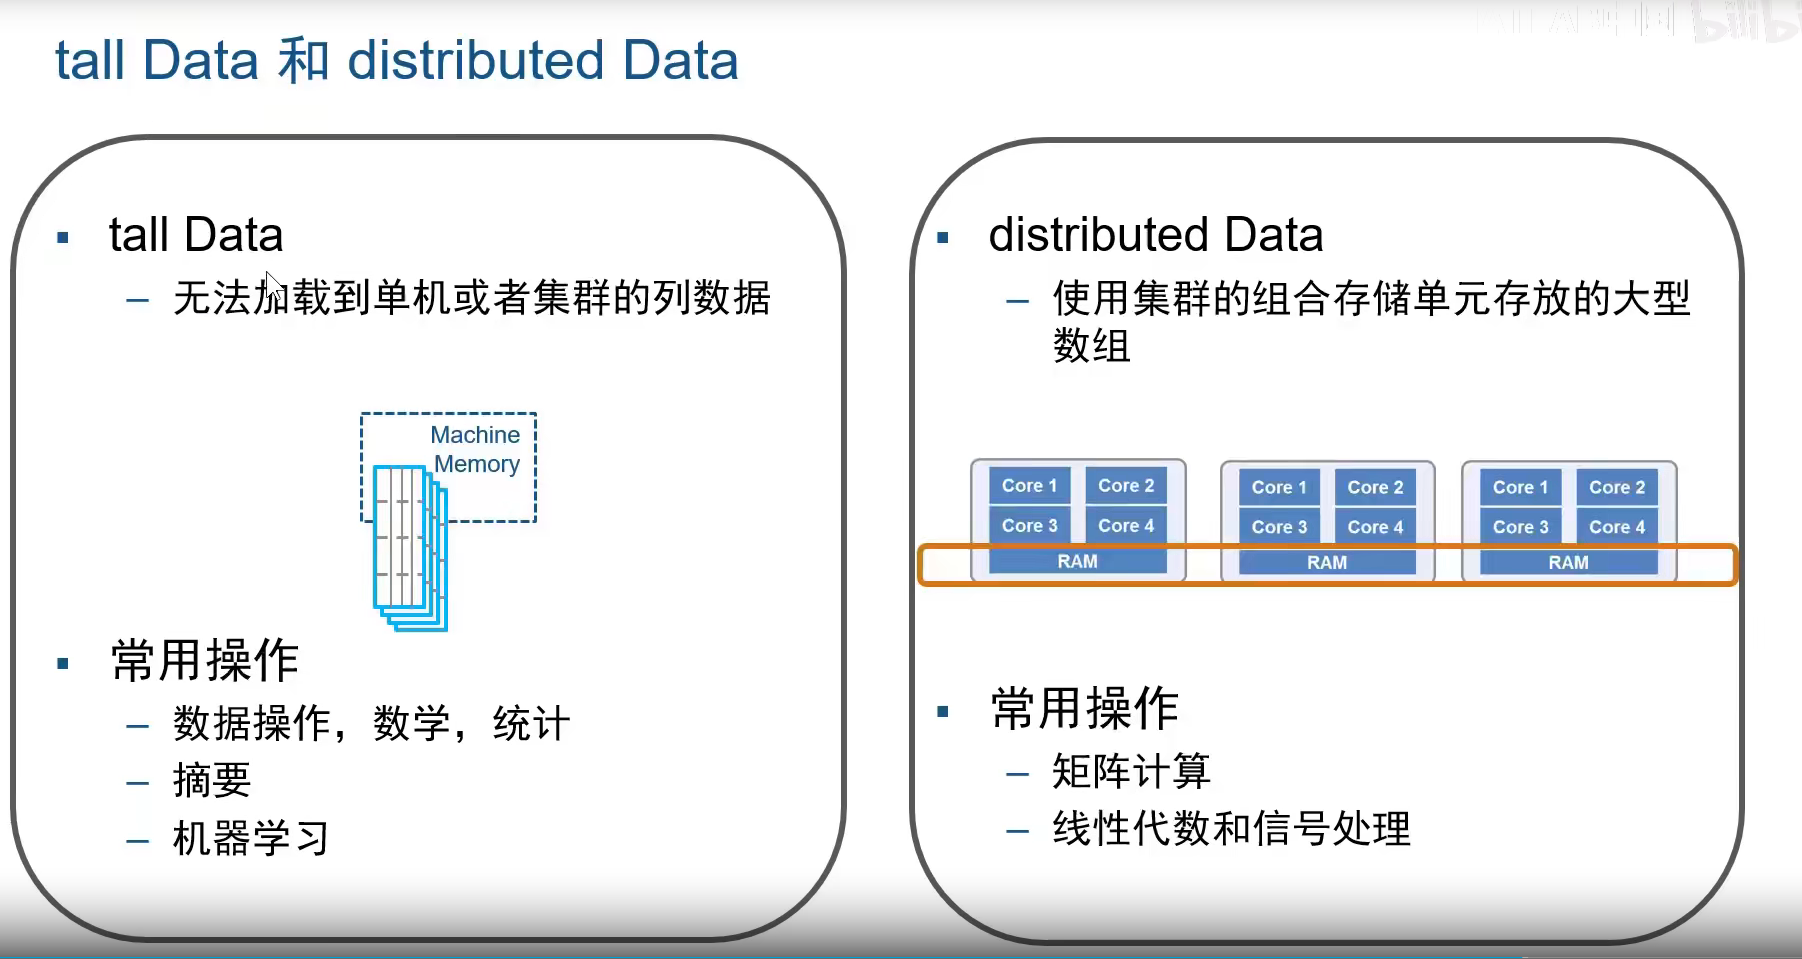 tall Data 和 distributed Data
tall Data
无法加载到单机或者集群的列数据
Machine
Memory
常用操作
数据操作，数学，统计
摘要
机器学习
distributed Data
使用集群的组合存储单元存放的大型
数组
Core 1 Core 2
Core 3 Core 4
RAM
Core 1 Core 2
Core 3 Core 4
RAM
Core 1 Core 2
Core 3 Core 4
RAM
常用操作
矩阵计算
线性代数和信号处理